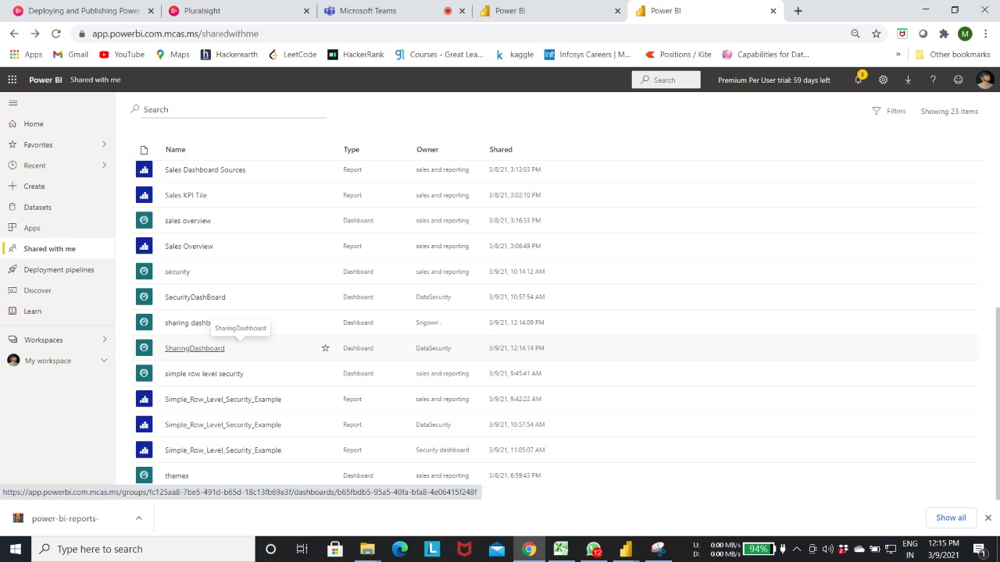 Deploying and Publishing Power
Pluralsight
Microsoft Teams
Power BI
Power BI
app.powerbi.com.mcas.ms/sharedwithme
M
Apps
Gmail
YouTube
Maps
Hackerearth
LeetCode
HackerRank
Courses - Great Lea...
kaggle
Infosys Careers | M...
Positions / Kite
Capabilities for Dat...
»
Other bookmarks
Power BI
Shared with me
Search
Premium Per User trial: 59 days left
5
Home
Favorites
Recent
Create
Datasets
Apps
Shared with me
Deployment pipelines
Discover
Learn
Workspaces
My workspace
Search
Filters
Showing 23 items
Name Type Owner Shared
Sales Dashboard Sources Report sales and reporting 3/8/21, 3:13:03 PM
Sales KPI Tile Report sales and reporting 3/8/21, 3:02:10 PM
sales overview Dashboard sales and reporting 3/8/21, 3:16:33 PM
Sales Overview Report sales and reporting 3/8/21, 3:06:49 PM
security Dashboard sales and reporting 3/9/21, 10:14:12 AM
SecurityDashBoard Dashboard DataSecurity 3/9/21, 10:57:54 AM
sharing dashb Dashboard Srigowri . 3/9/21, 12:14:09 PM
SharingDashboard
SharingDashboard Dashboard DataSecurity 3/9/21, 12:14:14 PM
simple row level security Dashboard sales and reporting 3/9/21, 9:45:41 AM
Simple_Row_Level_Security_Example Report sales and reporting 3/9/21, 9:42:22 AM
Simple_Row_Level_Security_Example Report DataSecurity 3/9/21, 10:57:54 AM
Simple_Row_Level_Security_Example Report Security dashboard 3/9/21, 11:05:07 AM
themes Dashboard sales and reporting 3/8/21, 6:59:43 PM
https://app.powerbi.com.mcas.ms/groups/fc125aa8-7be5-491d-b65d-18c13fb69a3f/dashboards/b65fbdb5-95a5-40fa-bfa8-4e06415f248f
power-bi-reports-
Show all
Type here to search
L
12
U: 0.00 MB/s
D: 0.00 MB/s
94%
2
ENG
IN
12:15 PM
3/9/2021
1